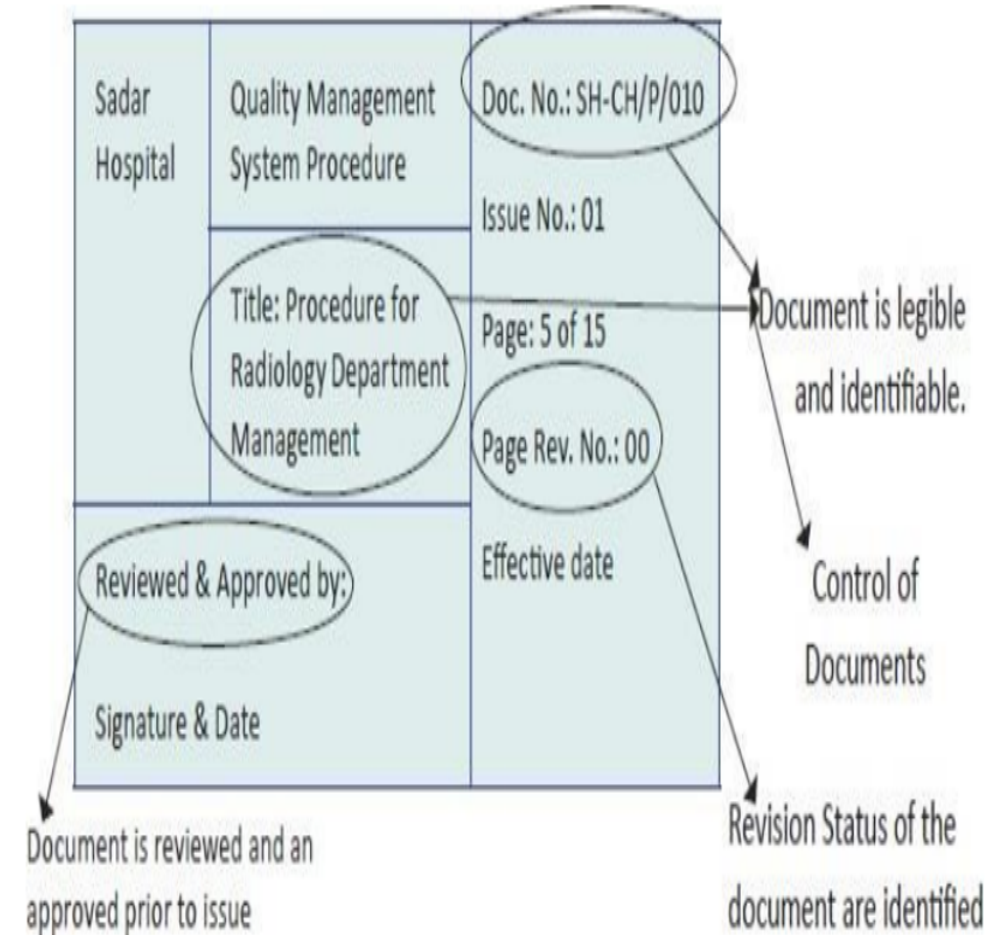 Sadar
Hospital
Quality Management
System Procedure
Title: Procedure for
Radiology Department
Management
Doc. No.: SH-CH/P/010
Issue No.: 01
Page: 5 of 15
Page Rev. No.: 00
Effective date
Reviewed & Approved by:
Signature & Date
Document is legible
and identifiable.
Control of
Documents
Revision Status of the
document are identified
Document is reviewed and an
approved prior to issue